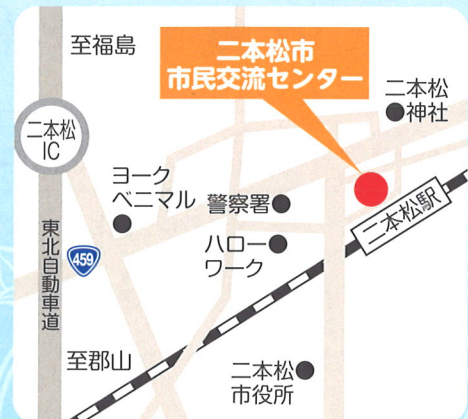 至福島
二本松市
市民交流センター
二本松
神社
二本松
IC
ヨーク
ベニマル
警察署
二本松駅
ハロー
ワーク
東北自動車道
459
至郡山
二本松
市役所